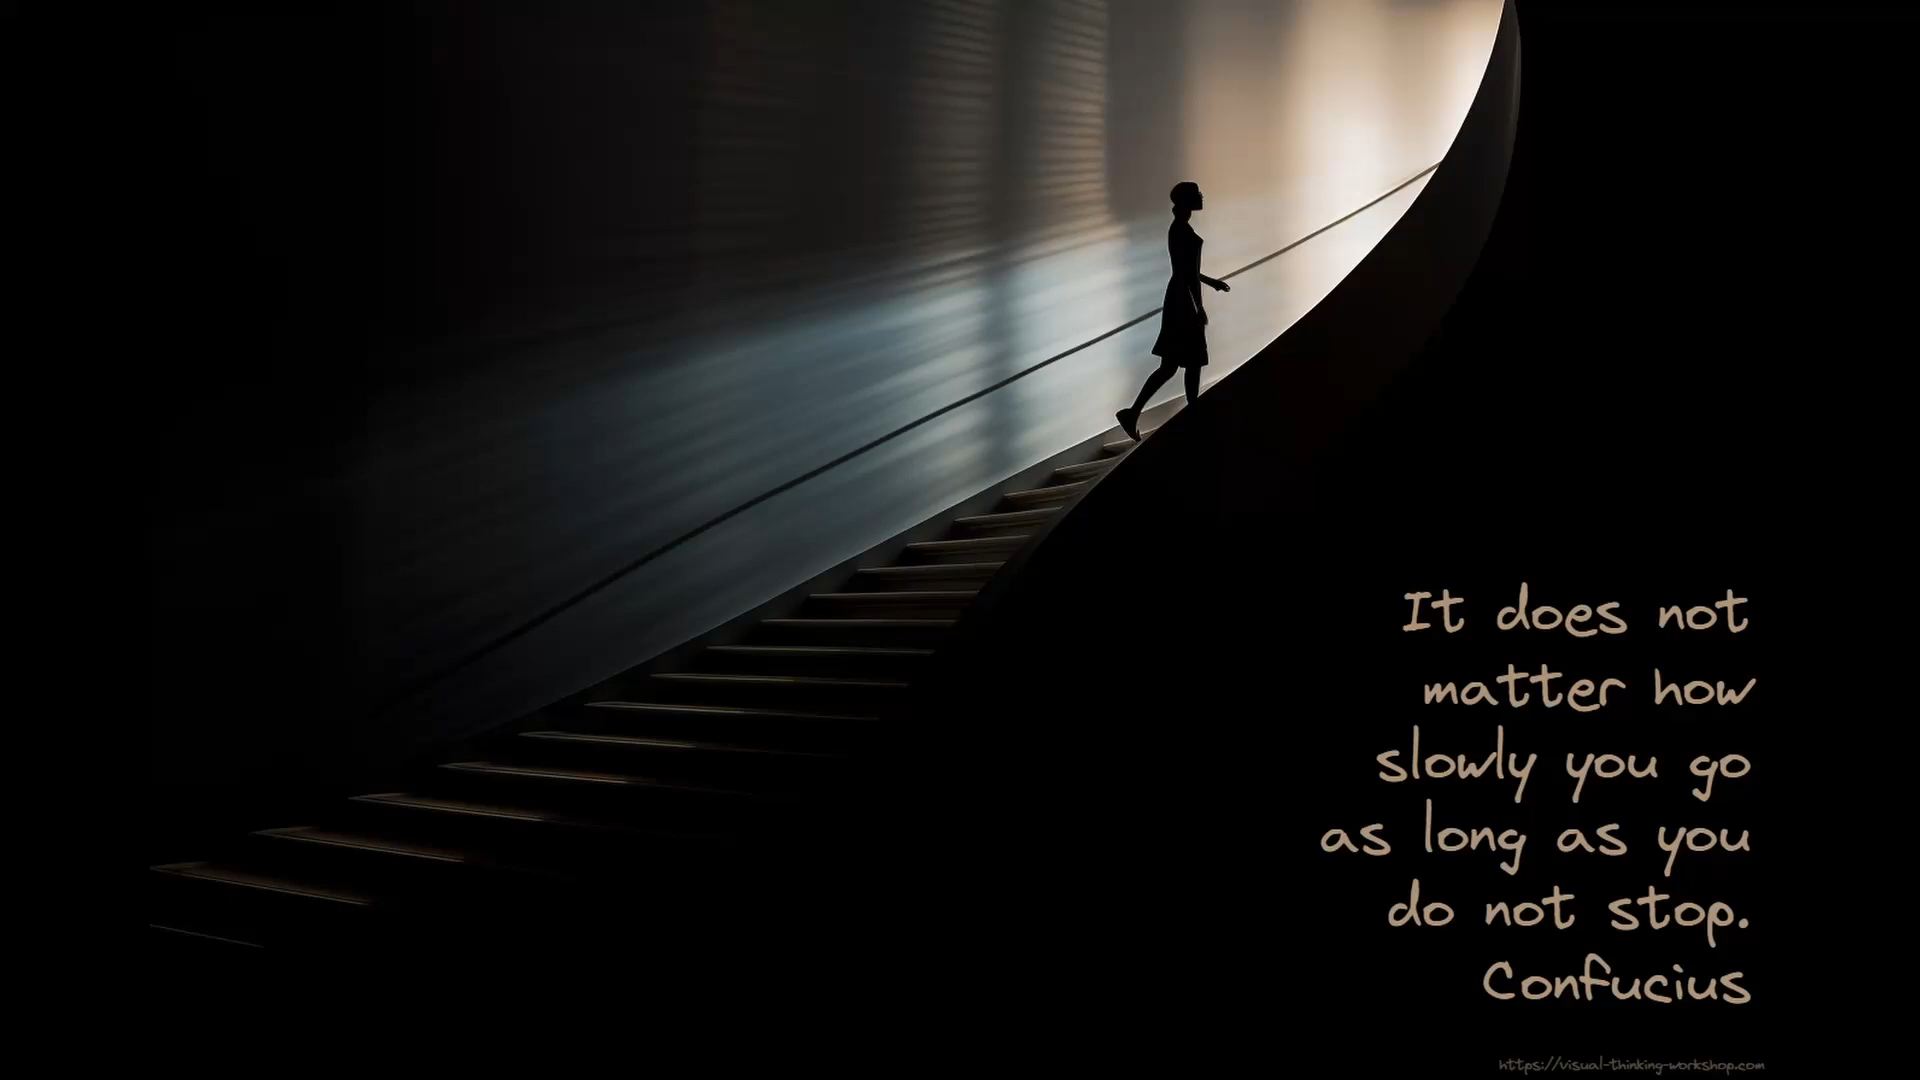 It does not
matter how
slowly you go
as long as you
do not stop.
Confucius
https://visual-thinking-workshop.com